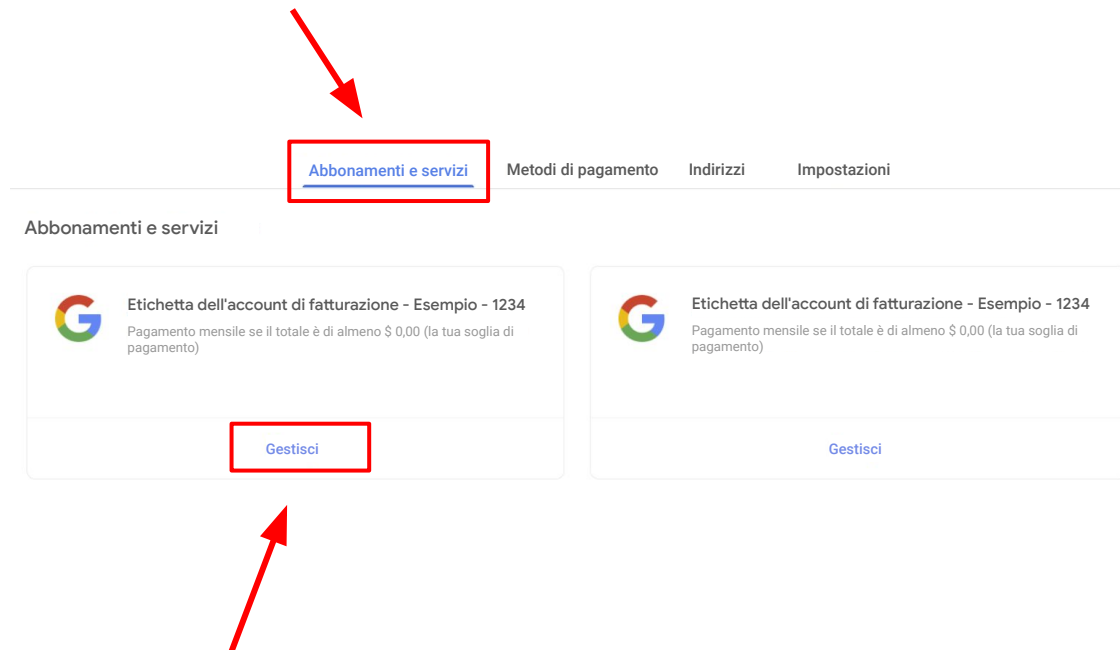 Abbonamenti e servizi Metodi di pagamento Indirizzi Impostazioni
Abbonamenti e servizi
Etichetta dell'account di fatturazione - Esempio - 1234
Pagamento mensile se il totale è di almeno $ 0,00 (la tua soglia di
pagamento)
Gestisci
Etichetta dell'account di fatturazione - Esempio - 1234
Pagamento mensile se il totale è di almeno $ 0,00 (la tua soglia di
pagamento)
Gestisci